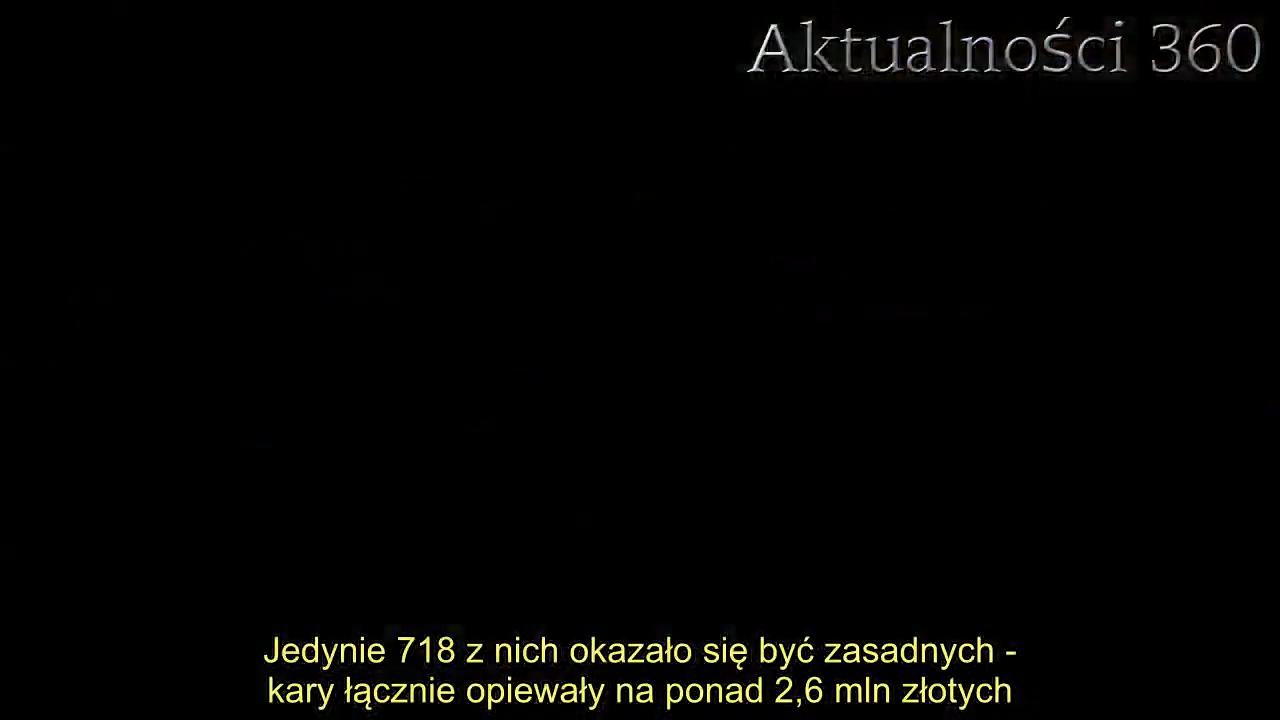 Aktualności 360
Jedynie 718 z nich okazało się być zasadnych -
kary łącznie opiewały na ponad 2,6 mln złotych